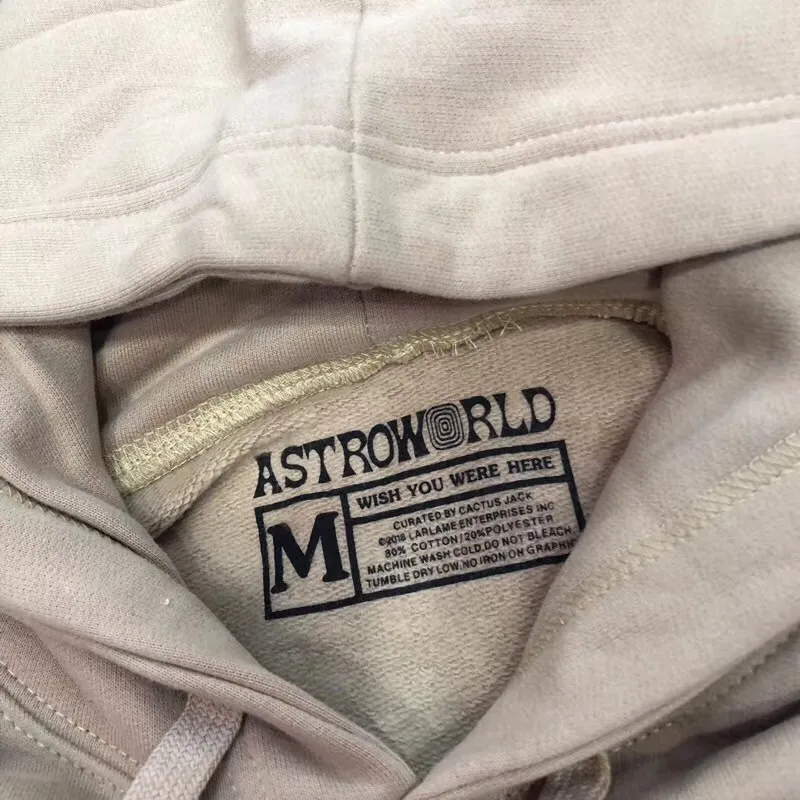 ASTROWORLD
M
WISH YOU WERE HERE
CURATED BY CACTUS JACK
©2018 LARLAME ENTERPRISES INC
80% COTTON/20%POLYESTER
MACHINE WASH COLD.DO NOT BLEACH.
TUMBLE DRY LOW.NO IRON ON GRAPH